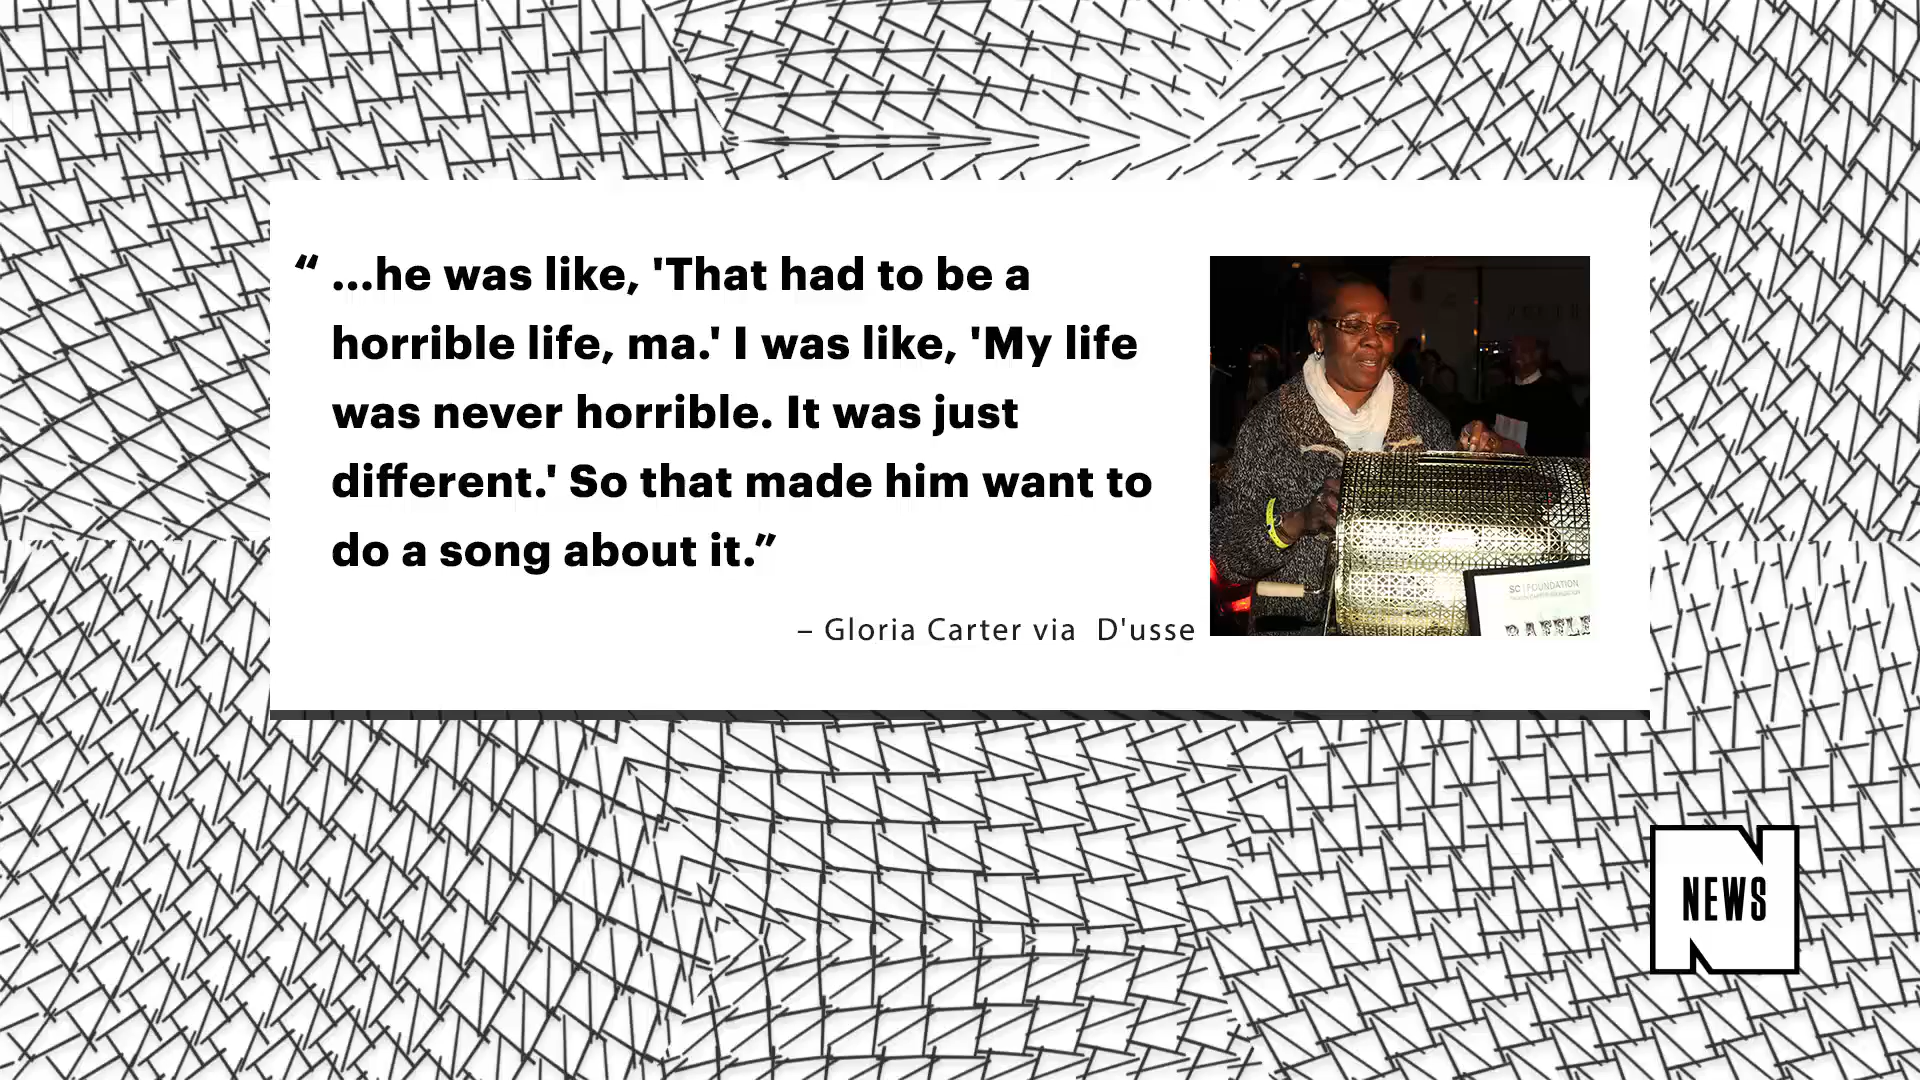 “ ...he was like, 'That had to be a
horrible life, ma.' I was like, 'My life
was never horrible. It was just
different.' So that made him want to
do a song about it.”
– Gloria Carter via D'usse
SC | FOUNDATION
RAFFLE
NEWS